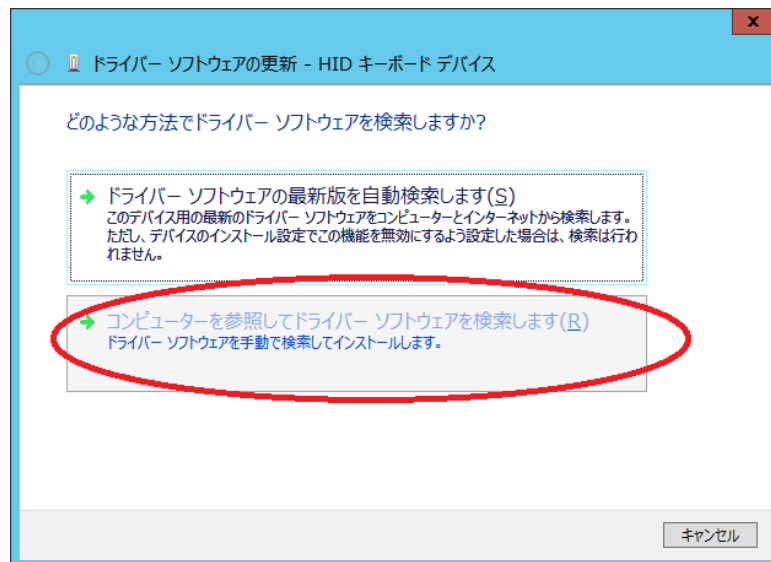 x
ドライバー ソフトウェアの更新 - HID キーボード デバイス
どのような方法でドライバー ソフトウェアを検索しますか?
ドライバー ソフトウェアの最新版を自動検索します(S)
このデバイス用の最新のドライバー ソフトウェアをコンピューターとインターネットから検索します。
ただし、デバイスのインストール設定でこの機能を無効にするよう設定した場合は、検索は行わ
れません。
コンピューターを参照してドライバー ソフトウェアを検索します(R)
ドライバー ソフトウェアを手動で検索してインストールします。
キャンセル